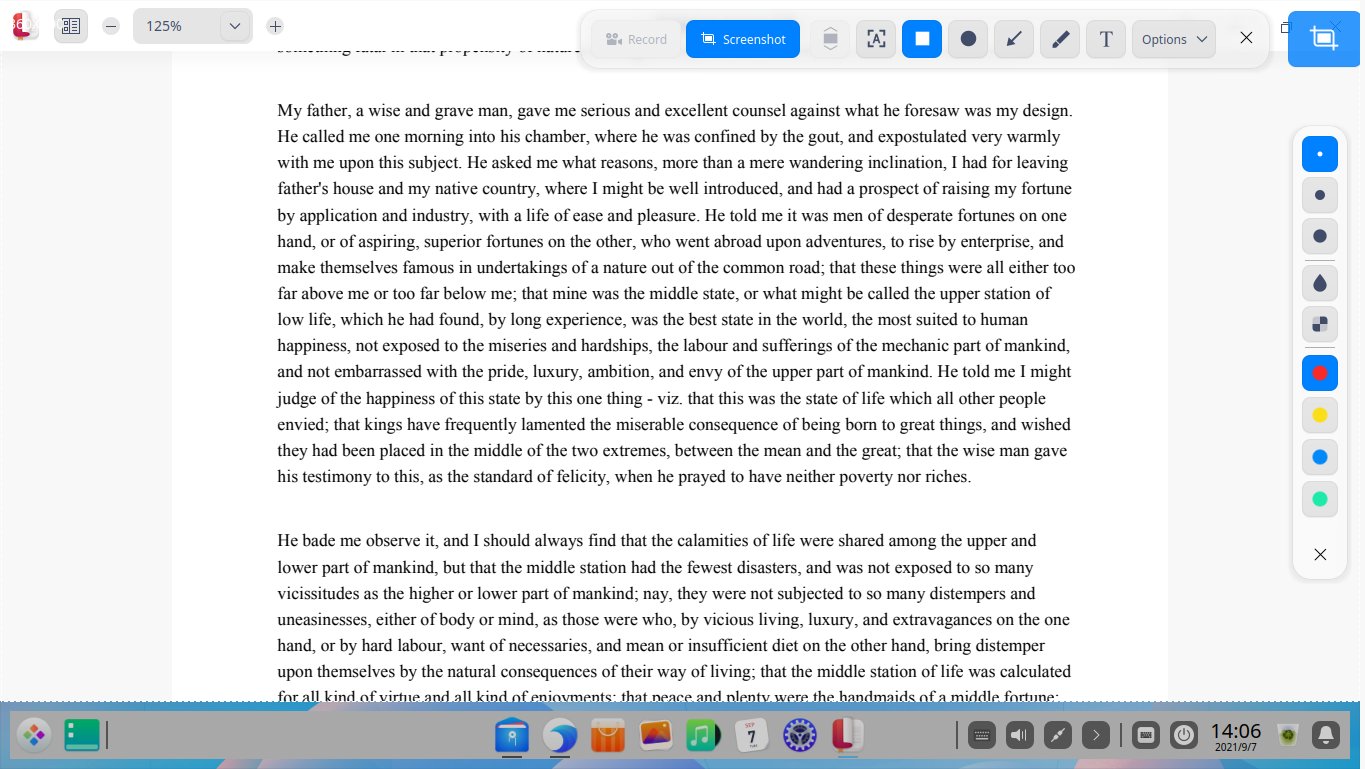 125%
Record
Screenshot
T
Options
My father, a wise and grave man, gave me serious and excellent counsel against what he foresaw was my design.
He called me one morning into his chamber, where he was confined by the gout, and expostulated very warmly
with me upon this subject. He asked me what reasons, more than a mere wandering inclination, I had for leaving
father's house and my native country, where I might be well introduced, and had a prospect of raising my fortune
by application and industry, with a life of ease and pleasure. He told me it was men of desperate fortunes on one
hand, or of aspiring, superior fortunes on the other, who went abroad upon adventures, to rise by enterprise, and
make themselves famous in undertakings of a nature out of the common road; that these things were all either too
far above me or too far below me; that mine was the middle state, or what might be called the upper station of
low life, which he had found, by long experience, was the best state in the world, the most suited to human
happiness, not exposed to the miseries and hardships, the labour and sufferings of the mechanic part of mankind,
and not embarrassed with the pride, luxury, ambition, and envy of the upper part of mankind. He told me I might
judge of the happiness of this state by this one thing - viz. that this was the state of life which all other people
envied; that kings have frequently lamented the miserable consequence of being born to great things, and wished
they had been placed in the middle of the two extremes, between the mean and the great; that the wise man gave
his testimony to this, as the standard of felicity, when he prayed to have neither poverty nor riches.
He bade me observe it, and I should always find that the calamities of life were shared among the upper and
lower part of mankind, but that the middle station had the fewest disasters, and was not exposed to so many
vicissitudes as the higher or lower part of mankind; nay, they were not subjected to so many distempers and
uneasinesses, either of body or mind, as those were who, by vicious living, luxury, and extravagances on the one
hand, or by hard labour, want of necessaries, and mean or insufficient diet on the other hand, bring distemper
upon themselves by the natural consequences of their way of living; that the middle station of life was calculated
for all kind of virtue and all kind of enjoyments; that peace and plenty were the handmaids of a middle fortune;
SEP
7
14:06
2021/9/7